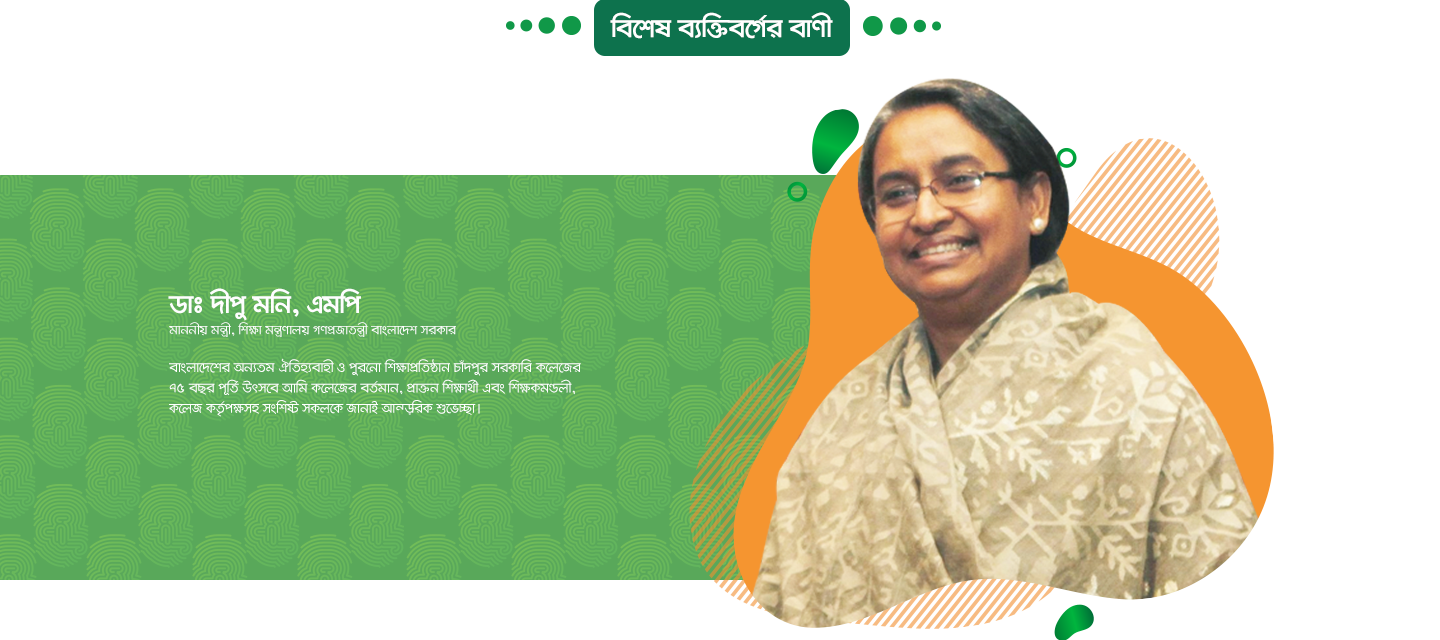 বিশেষ ব্যক্তিবর্গের বাণী
ডাঃ দীপু মনি, এমপি
মাননীয় মন্ত্রী, শিক্ষা মন্ত্রণালয় গণপ্রজাতন্ত্রী বাংলাদেশ সরকার
বাংলাদেশের অন্যতম ঐতিহ্যবাহী ও পুরনো শিক্ষাপ্রতিষ্ঠান চাঁদপুর সরকারি কলেজের
৭৫ বছর পূর্তি উৎসবে আমি কলেজের বর্তমান, প্রাক্তন শিক্ষার্থী এবং শিক্ষকমন্ডলী,
কলেজ কর্তৃপক্ষসহ সংশিষ্ট সকলকে জানাই আন্তরিক শুভেচ্ছা।